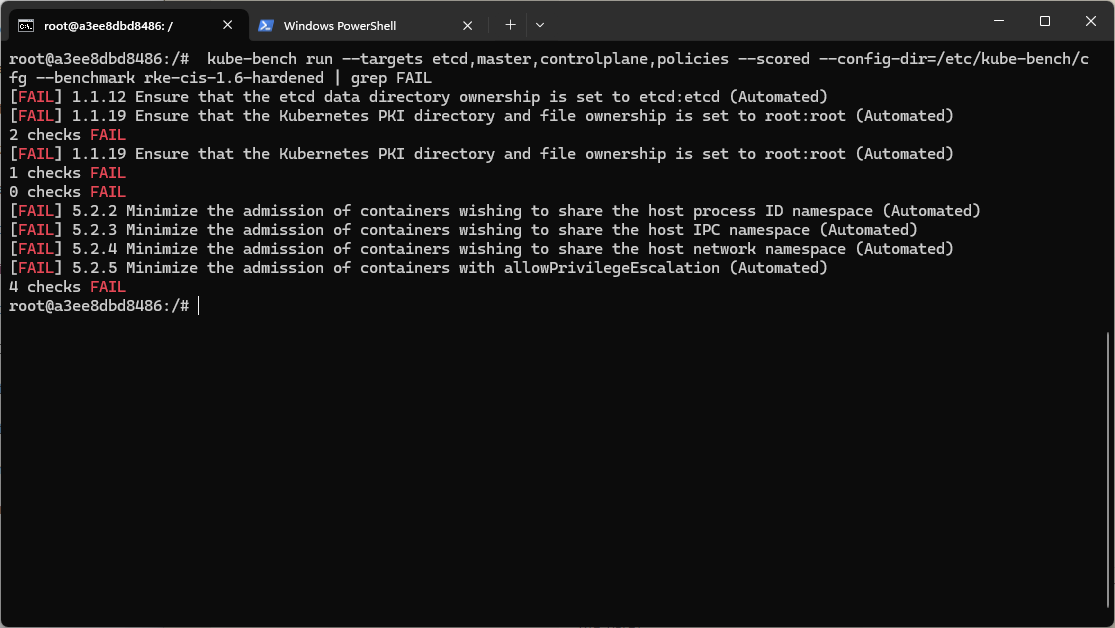 root@a3ee8dbd8486: /
Windows PowerShell
root@a3ee8dbd8486:/#  kube-bench run --targets etcd,master,controlplane,policies --scored --config-dir=/etc/kube-bench/c
fg --benchmark rke-cis-1.6-hardened | grep FAIL
[FAIL] 1.1.12 Ensure that the etcd data directory ownership is set to etcd:etcd (Automated)
[FAIL] 1.1.19 Ensure that the Kubernetes PKI directory and file ownership is set to root:root (Automated)
2 checks FAIL
[FAIL] 1.1.19 Ensure that the Kubernetes PKI directory and file ownership is set to root:root (Automated)
1 checks FAIL
0 checks FAIL
[FAIL] 5.2.2 Minimize the admission of containers wishing to share the host process ID namespace (Automated)
[FAIL] 5.2.3 Minimize the admission of containers wishing to share the host IPC namespace (Automated)
[FAIL] 5.2.4 Minimize the admission of containers wishing to share the host network namespace (Automated)
[FAIL] 5.2.5 Minimize the admission of containers with allowPrivilegeEscalation (Automated)
4 checks FAIL
root@a3ee8dbd8486:/#